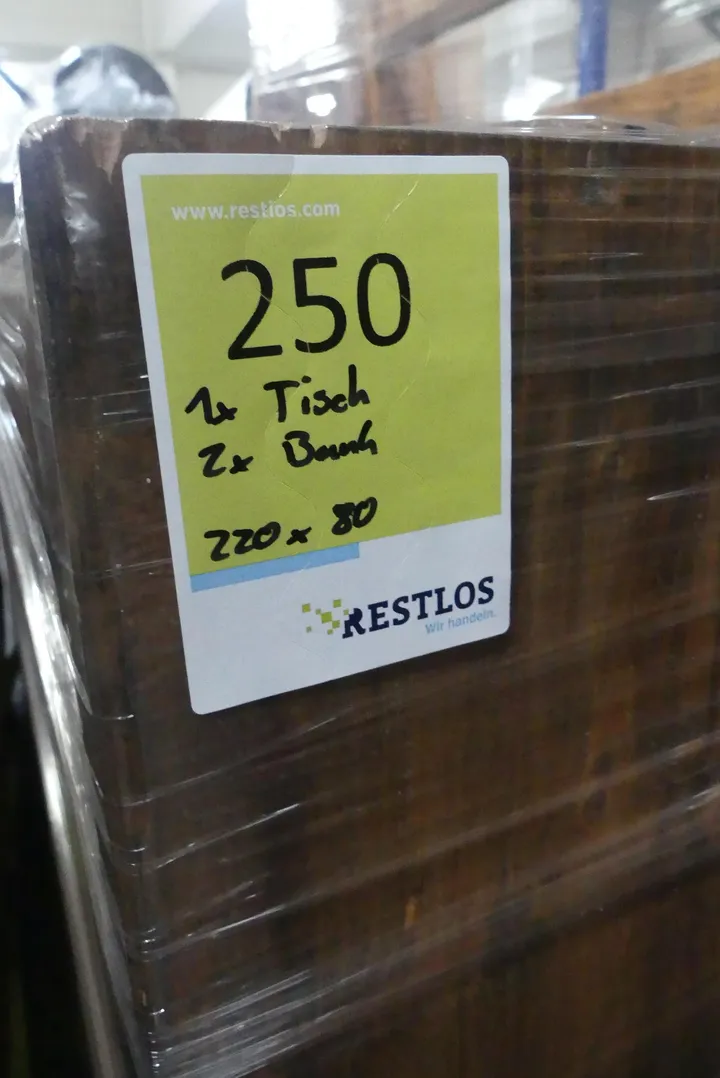 www.restlos.com
250
1x Tisch
2x Bank
220 x 80
RESTLOS
Wir handeln.